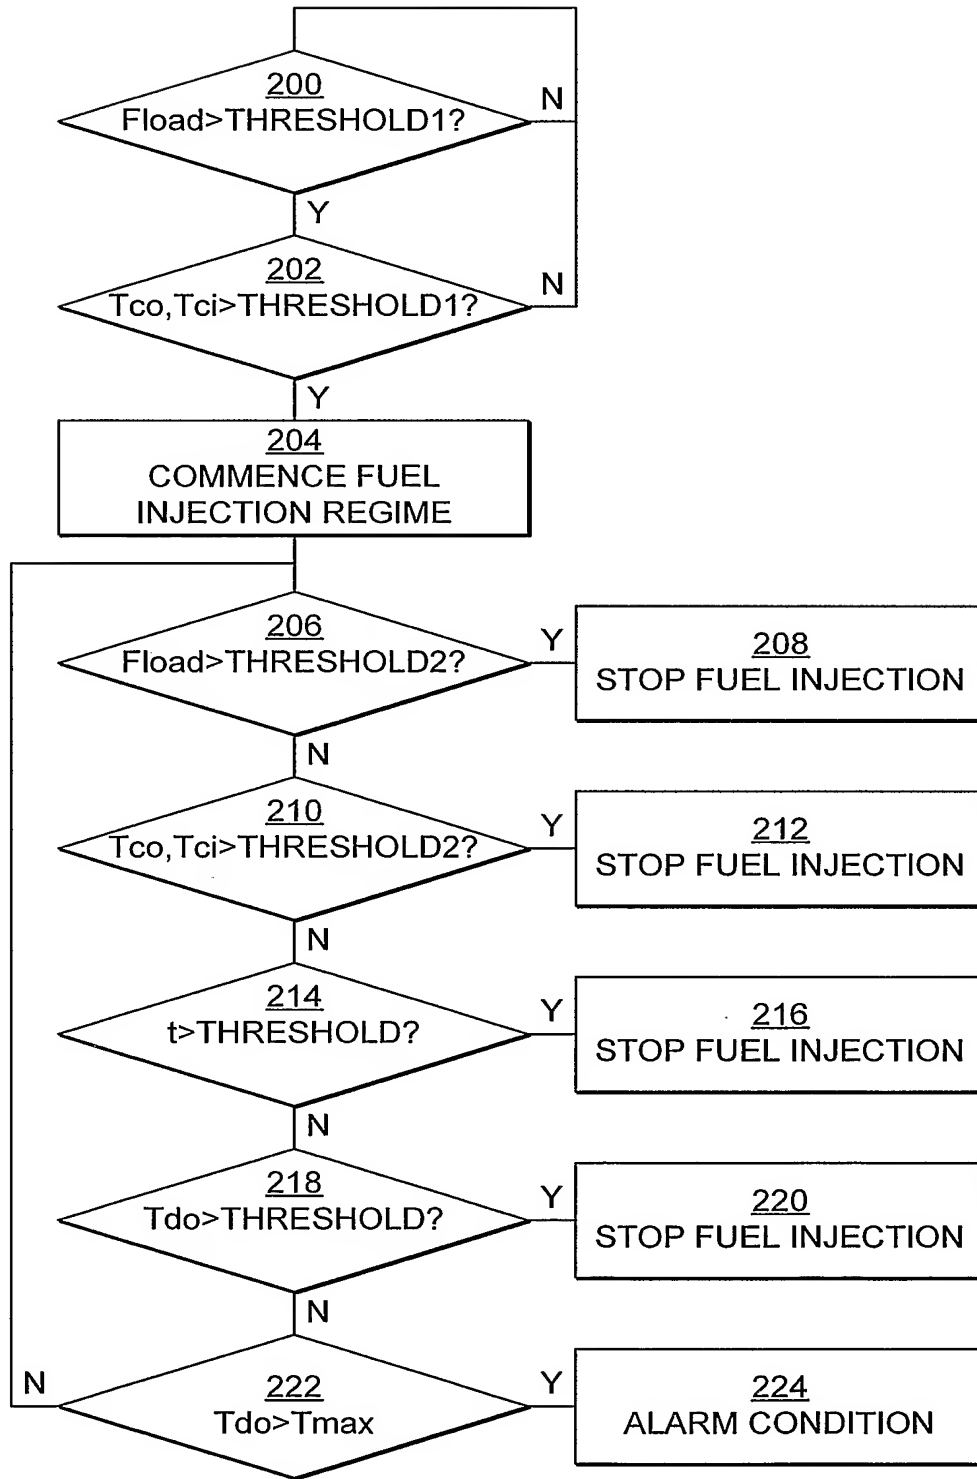 200
Fload>THRESHOLD1?
N
Y
202
Tco,Tci>THRESHOLD1?
N
Y
204
COMMENCE FUEL
INJECTION REGIME
206
Fload>THRESHOLD2?
Y
208
STOP FUEL INJECTION
N
210
Tco,Tci>THRESHOLD2?
Y
212
STOP FUEL INJECTION
N
214
t>THRESHOLD?
Y
216
STOP FUEL INJECTION
N
218
Tdo>THRESHOLD?
Y
220
STOP FUEL INJECTION
N
N
222
Tdo>Tmax
Y
224
ALARM CONDITION